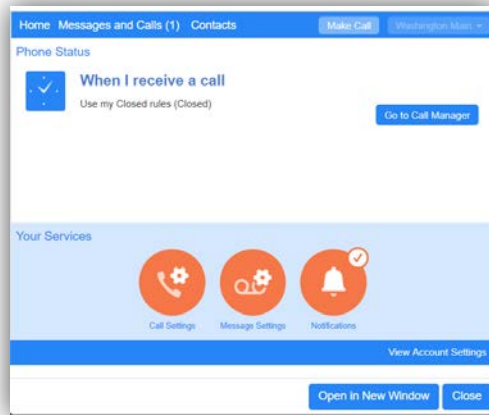 Home Messages and Calls (1) Contacts Make Call Washington Main
Phone Status
When I receive a call
Use my Closed rules (Closed)
Go to Call Manager
Your Services
Call Settings Message Settings Notifications
View Account Settings
Open in New Window Close